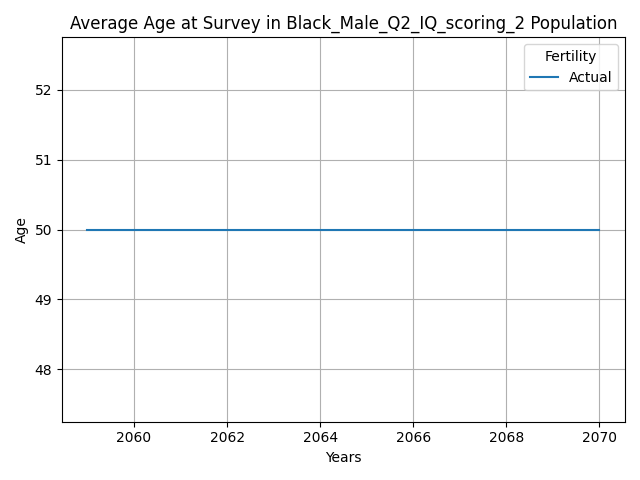 Average Age at Survey in Black_Male_Q2_IQ_scoring_2 Population
Fertility
Actual
52
51
50
49
48
Age
2060 2062 2064 2066 2068 2070
Years